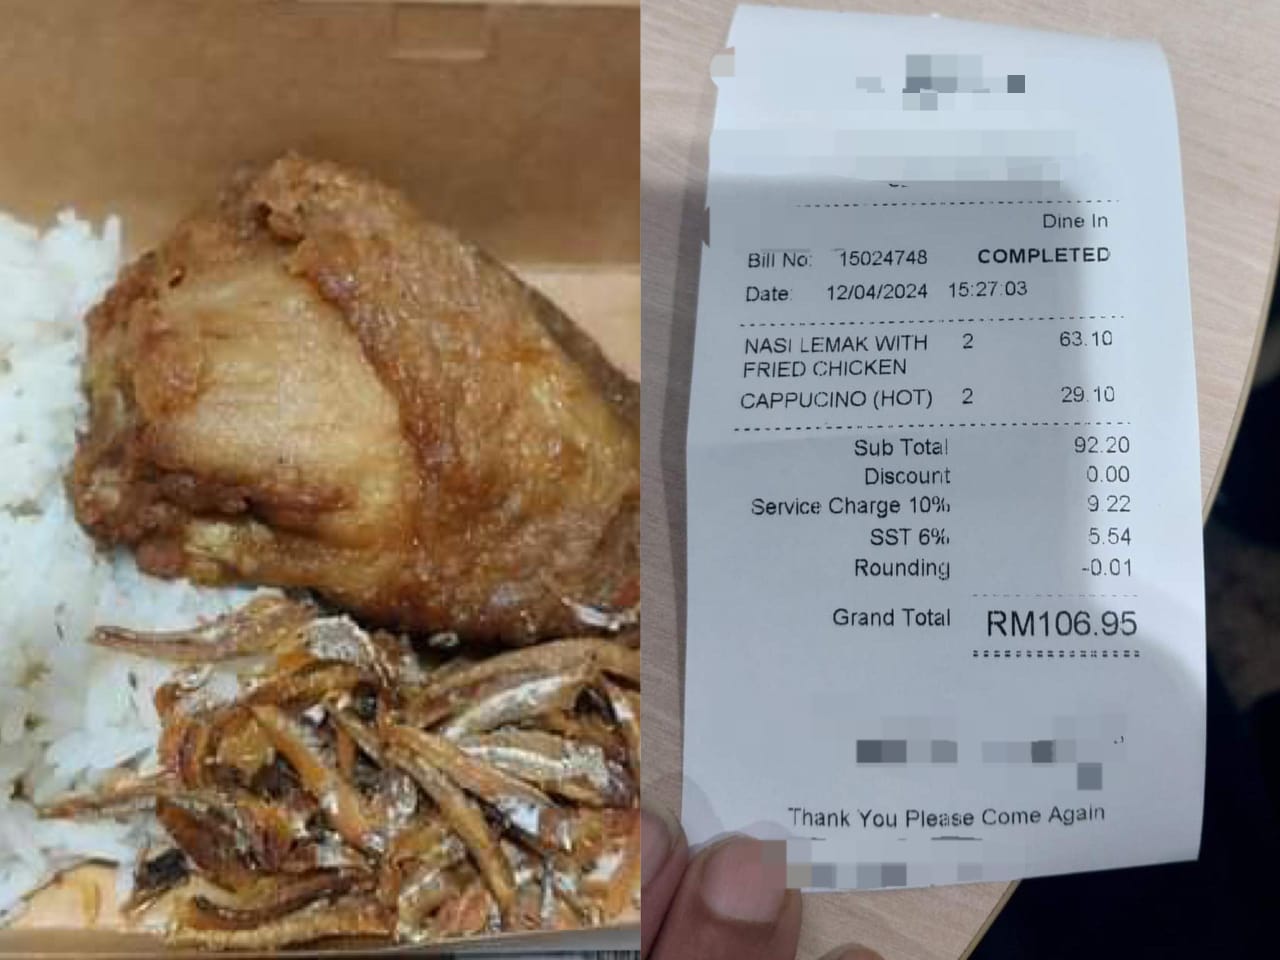 Dine In
Bill No: 15024748 COMPLETED
Date: 12/04/2024 15:27:03
NASI LEMAK WITH 2 63.10
FRIED CHICKEN
CAPPUCINO (HOT) 2 29.10
Sub Total 92.20
Discount 0.00
Service Charge 10% 9.22
SST 6% 5.54
Rounding -0.01
Grand Total RM106.95
Thank You Please Come Again